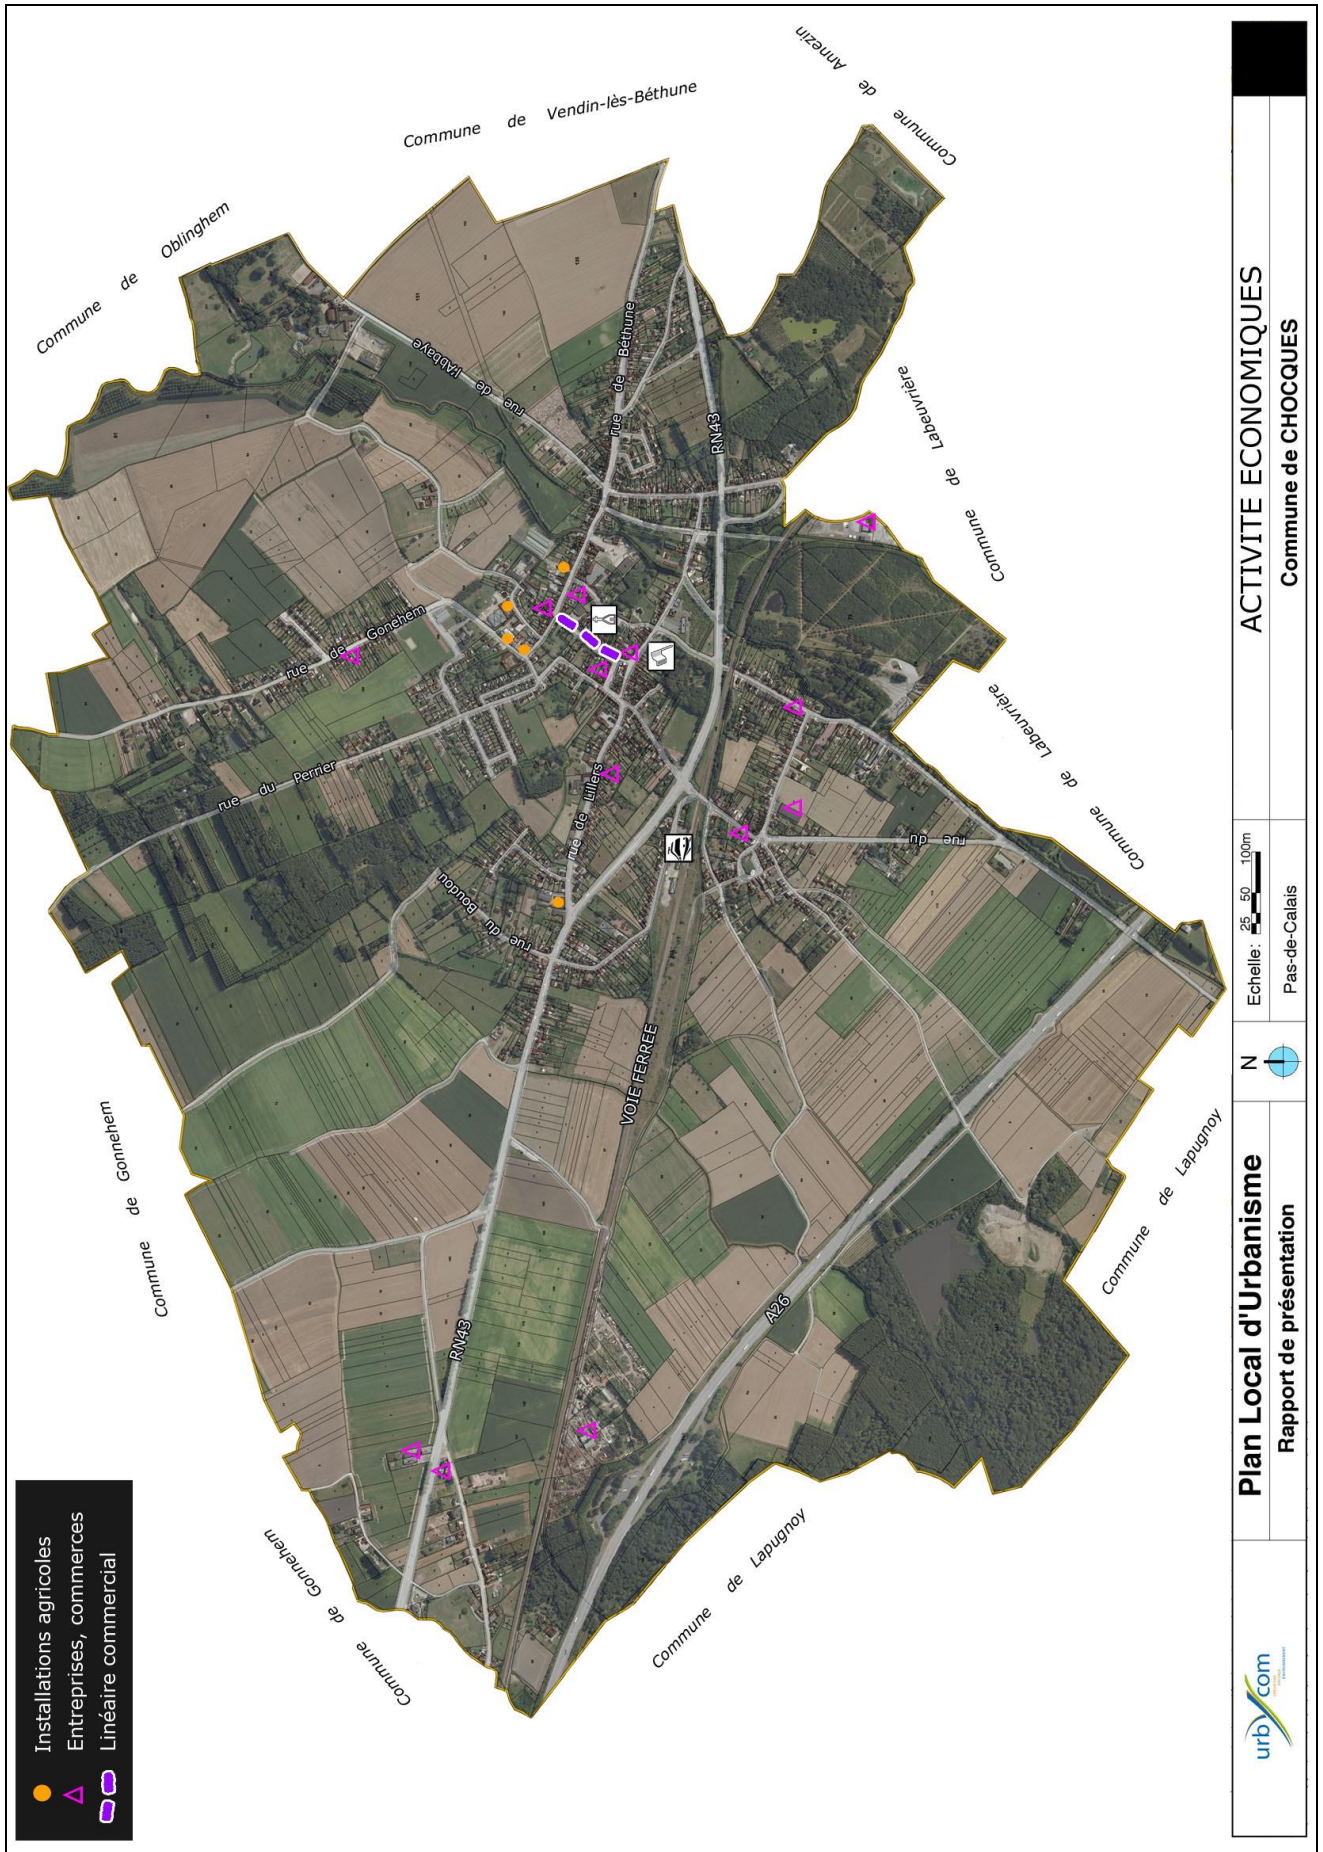 Installations agricoles
Entreprises, commerces
Linéaire commercial
Commune de Gonnehem
Commune de Gonnehem
Commune de Oblinghem
Commune de Vendin-lès-Béthune
Commune de Annezin
Commune de Labeuvrière
Commune de Labeuvrière
Commune de Lapugnoy
Commune de Lapugnoy
rue de Gonehem
rue du Perrier
rue de l'Abbaye
rue de Béthune
RN43
rue de Lillers
rue du Boudou
rue du
VOIE FERREE
RN43
A26
urbycom
Plan Local d'Urbanisme
Rapport de présentation
N
Echelle: 25 50 100m
Pas-de-Calais
ACTIVITE ECONOMIQUES
Commune de CHOCQUES